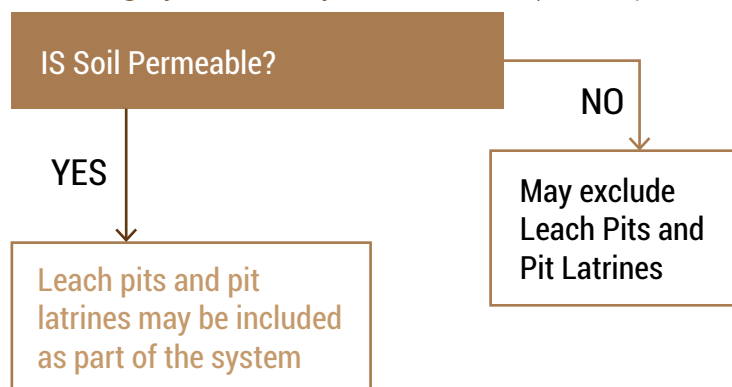 IS Soil Permeable?
NO
YES
May exclude
Leach Pits and
Pit Latrines
Leach pits and pit
latrines may be included
as part of the system